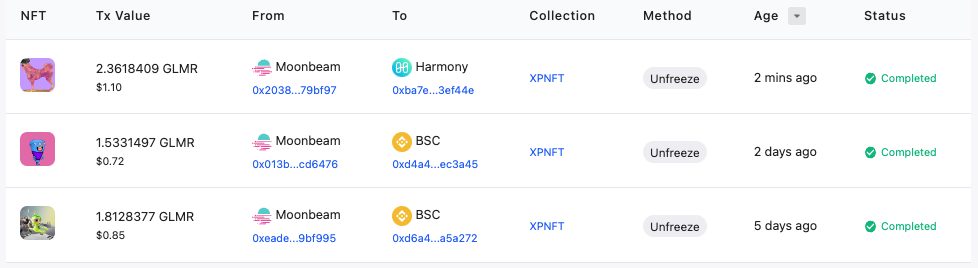 NFT Tx Value From To Collection Method Age Status
2.3618409 GLMR Moonbeam Harmony
$1.10 0x2038...79bf97 0xba7e...3ef44e XPNFT Unfreeze 2 mins ago Completed
1.5331497 GLMR Moonbeam BSC
$0.72 0x013b...cd6476 0xd4a4...ec3a45 XPNFT Unfreeze 2 days ago Completed
1.8128377 GLMR Moonbeam BSC
$0.85 0xeade...9bf995 0xd6a4...a5a272 XPNFT Unfreeze 5 days ago Completed